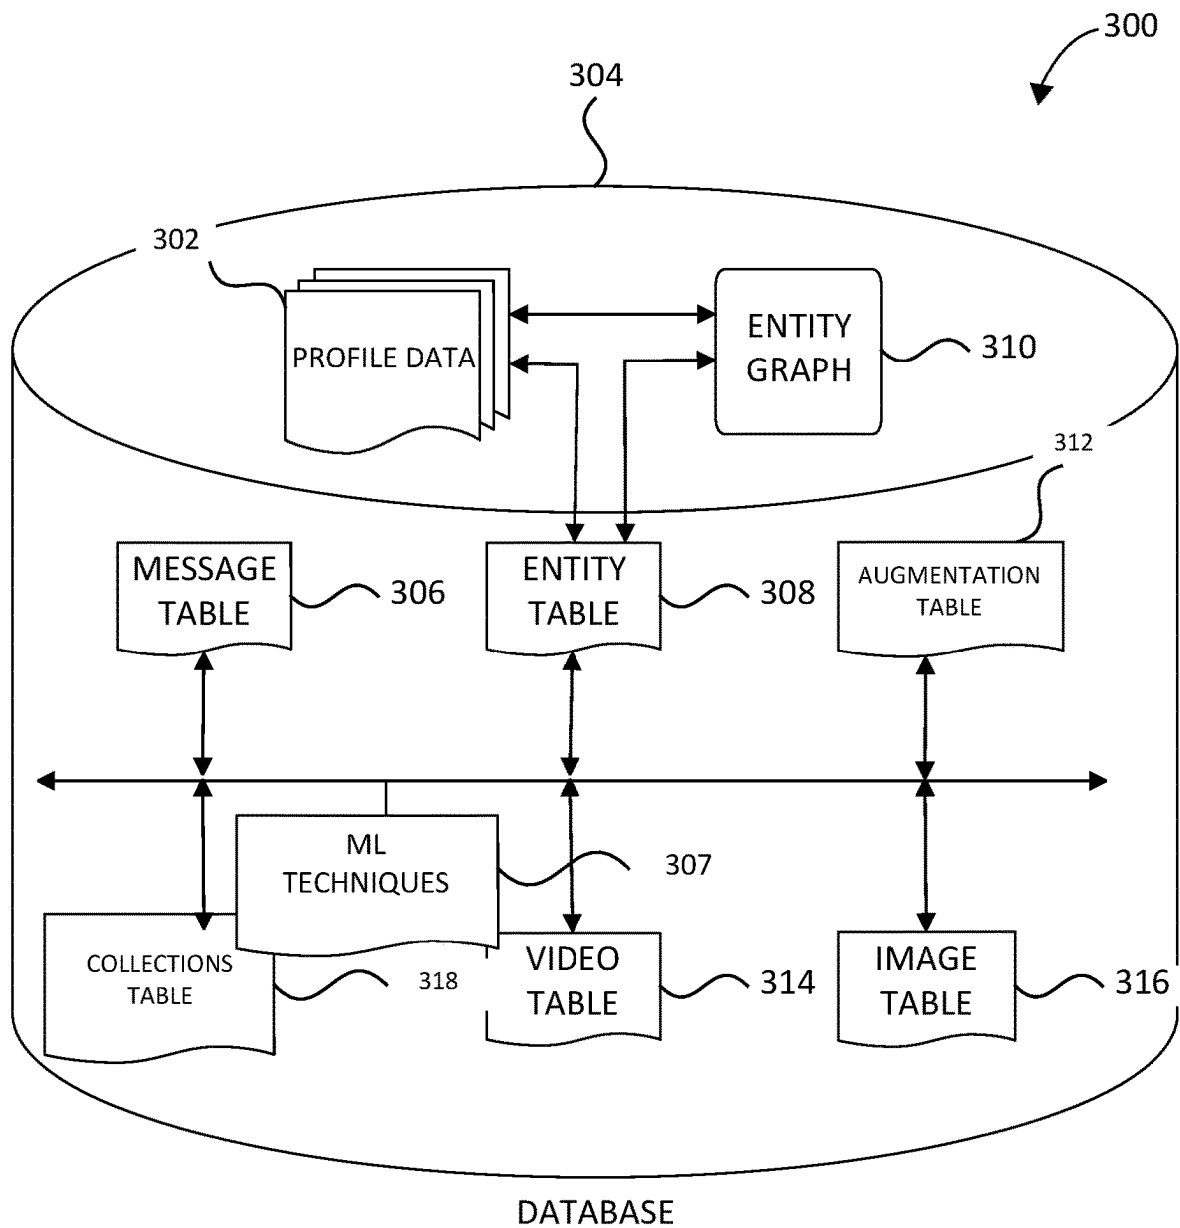 300
304
302
PROFILE DATA
ENTITY
GRAPH
310
312
MESSAGE
TABLE
306
ENTITY
TABLE
308
AUGMENTATION
TABLE
ML
TECHNIQUES
307
COLLECTIONS
TABLE
318
VIDEO
TABLE
314
IMAGE
TABLE
316
DATABASE